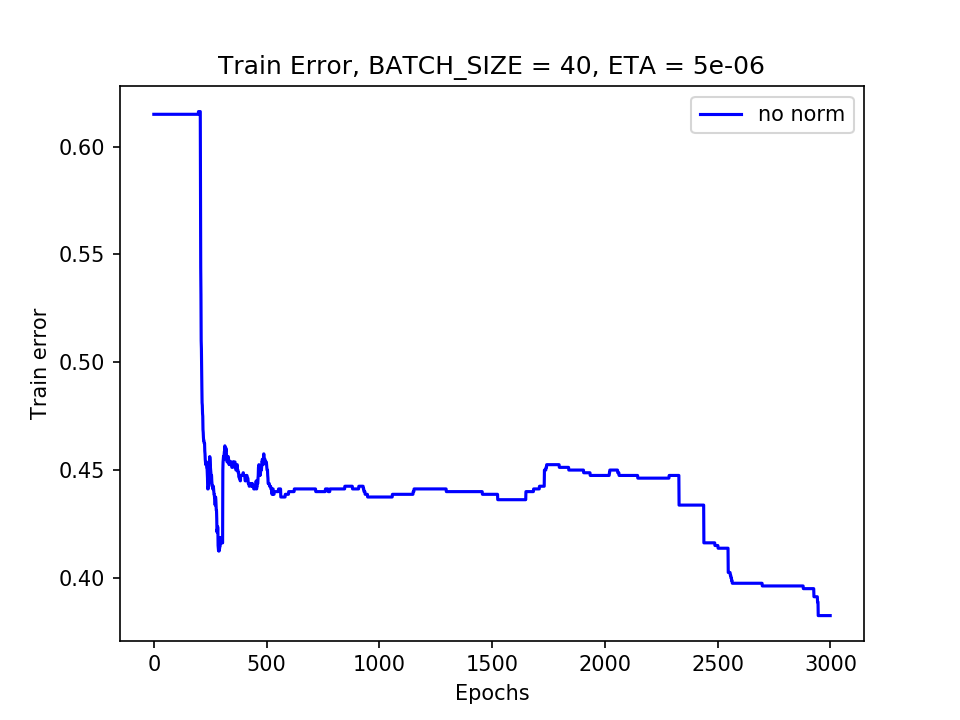 Train Error, BATCH_SIZE = 40, ETA = 5e-06
no norm
0.60
0.55
0.50
0.45
0.40
Train error
0 500 1000 1500 2000 2500 3000
Epochs